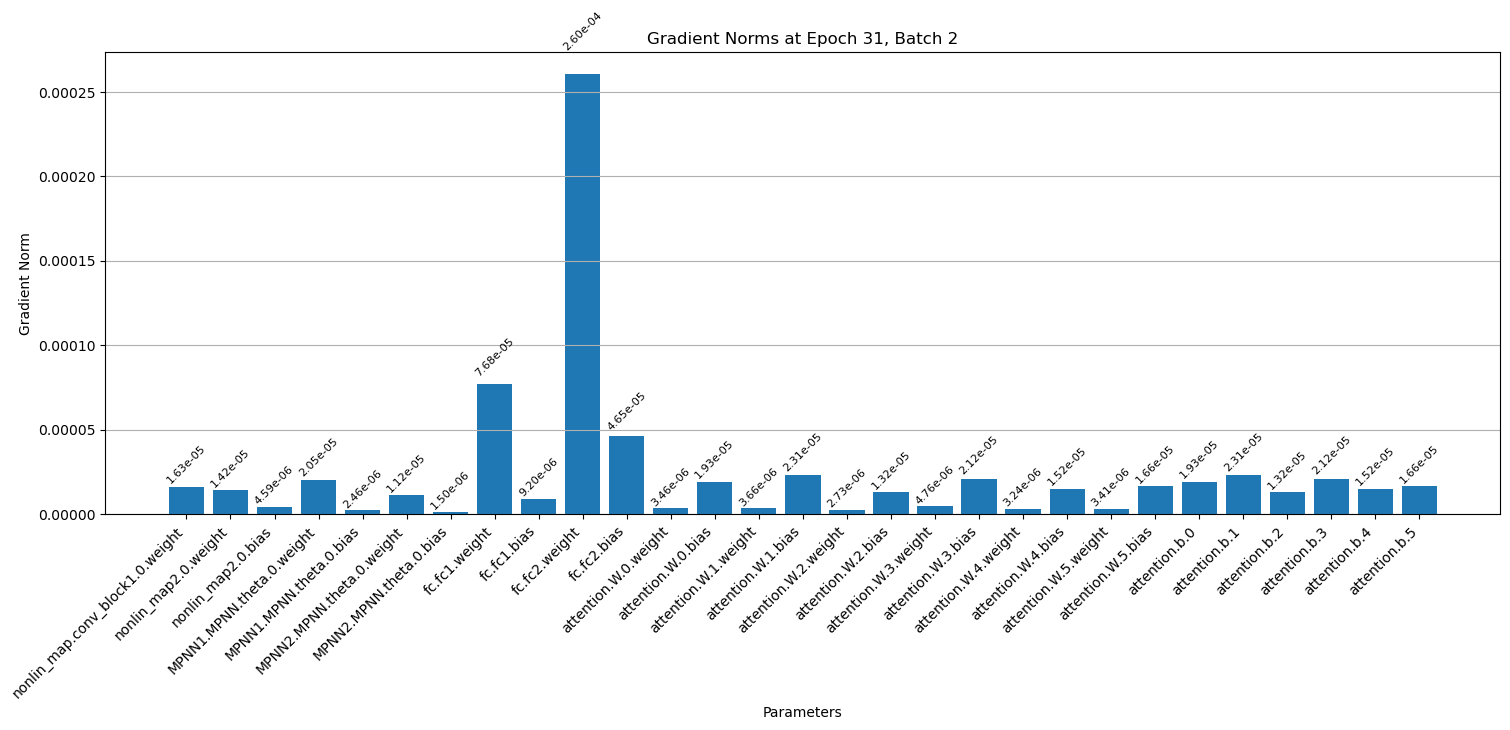 Gradient Norms at Epoch 31, Batch 2
Gradient Norm
0.00025
0.00020
0.00015
0.00010
0.00005
0.00000
1.63e-05
1.42e-05
4.59e-06
2.05e-05
2.46e-06
1.12e-05
1.50e-06
7.68e-05
9.20e-06
2.60e-04
4.65e-05
3.46e-06
1.93e-05
3.66e-06
2.31e-05
2.73e-06
1.32e-05
4.76e-06
2.12e-05
3.24e-06
1.52e-05
3.41e-06
1.66e-05
1.93e-05
2.31e-05
1.32e-05
2.12e-05
1.52e-05
1.66e-05
nonlin_map.conv_block1.0.weight
nonlin_map2.0.weight
nonlin_map2.0.bias
MPNN1.MPNN.theta.0.weight
MPNN1.MPNN.theta.0.bias
MPNN2.MPNN.theta.0.weight
MPNN2.MPNN.theta.0.bias
fc.fc1.weight
fc.fc1.bias
fc.fc2.weight
fc.fc2.bias
attention.W.0.weight
attention.W.0.bias
attention.W.1.weight
attention.W.1.bias
attention.W.2.weight
attention.W.2.bias
attention.W.3.weight
attention.W.3.bias
attention.W.4.weight
attention.W.4.bias
attention.W.5.weight
attention.W.5.bias
attention.b.0
attention.b.1
attention.b.2
attention.b.3
attention.b.4
attention.b.5
Parameters